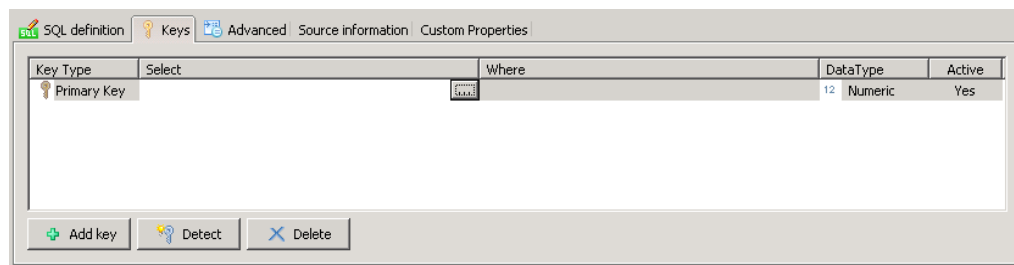 SQL definition Keys Advanced Source information Custom Properties
Key Type Select Where DataType Active
Primary Key ... 12 Numeric Yes
Add key Detect Delete